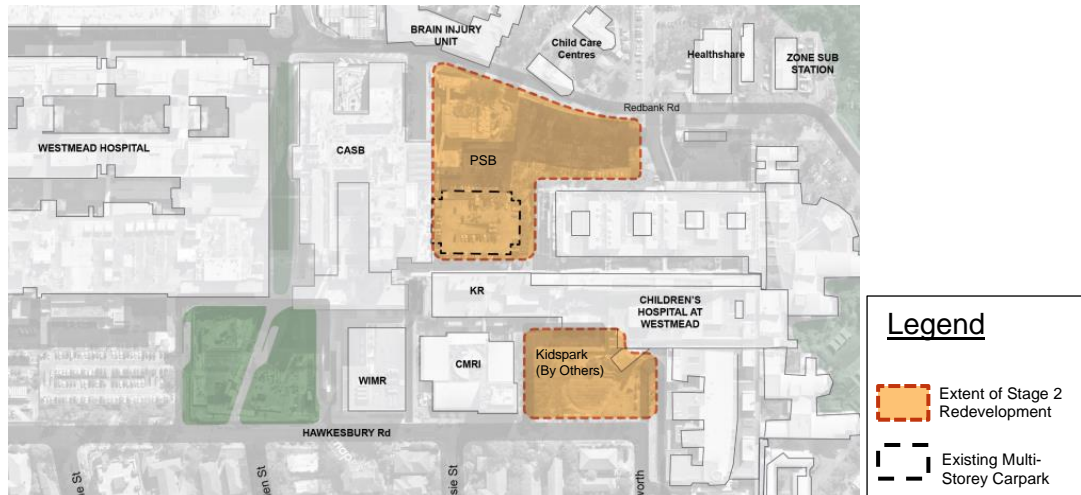 BRAIN INJURY
UNIT
Child Care
Centres
Healthshare
ZONE SUB
STATION
Redbank Rd
WESTMEAD HOSPITAL
CASB
PSB
KR
CHILDREN'S
HOSPITAL AT
WESTMEAD
Kidspark
(By Others)
WIMR
CMRI
HAWKESBURY Rd
Legend
Extent of Stage 2
Redevelopment
Existing Multi-
Storey Carpark